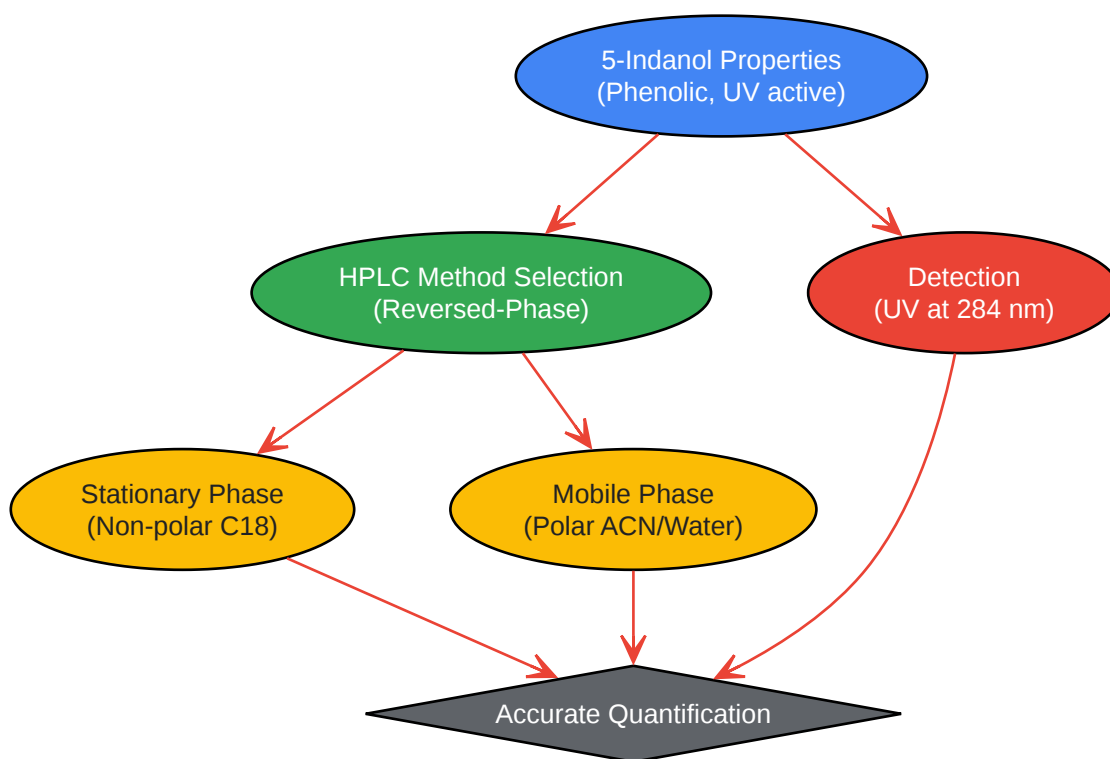 5-Indanol Properties
(Phenolic, UV active)
HPLC Method Selection
(Reversed-Phase)
Detection
(UV at 284 nm)
Stationary Phase
(Non-polar C18)
Mobile Phase
(Polar ACN/Water)
Accurate Quantification